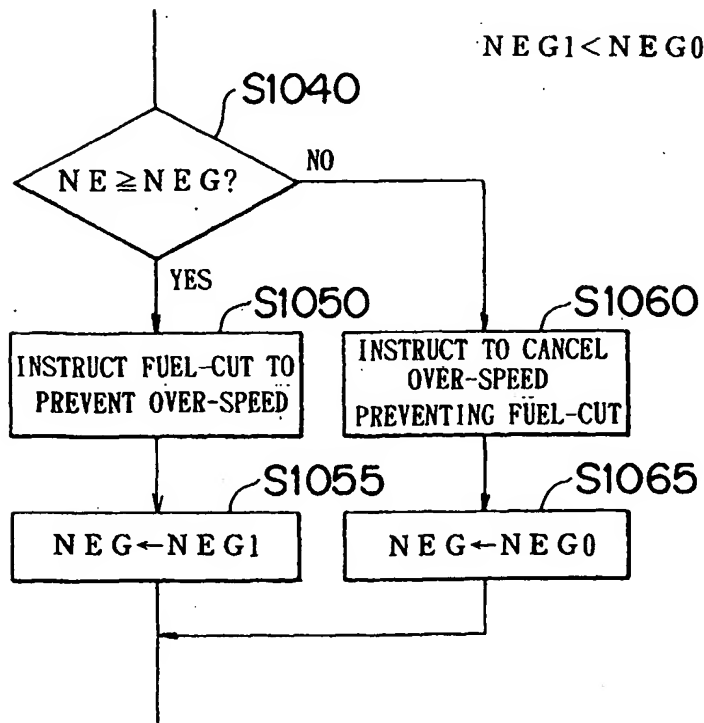 NEG1<NEG0
S1040
NE≧NEG?
NO
YES
S1050
INSTRUCT FUEL-CUT TO
PREVENT OVER-SPEED
S1060
INSTRUCT TO CANCEL
OVER-SPEED
PREVENTING FUEL-CUT
S1055
NEG←NEG1
S1065
NEG←NEG0